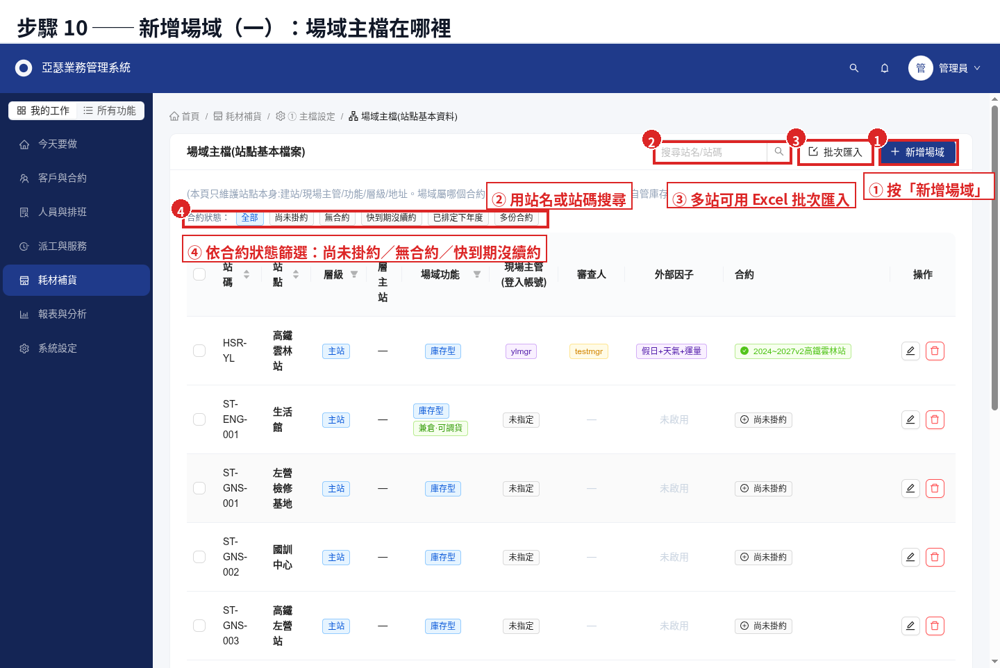 步驟 10 —— 新增場域（一）：場域主檔在哪裡
亞瑟業務管理系統
管 管理員
我的工作 所有功能
今天要做
客戶與合約
人員與排班
派工與服務
耗材補貨
報表與分析
系統設定
首頁 / 耗材補貨 / ① 主檔設定 / 場域主檔(站點基本資料)
場域主檔(站點基本檔案)
2 搜尋站名/站碼
3 批次匯入
1 新增場域
(本頁只維護站點本身:建站/現場主管/功能/層級/地址。場域屬哪個合約
自管庫存
① 按「新增場域」
② 用站名或站碼搜尋
③ 多站可用 Excel 批次匯入
4
合約狀態： 全部 尚未掛約 無合約 快到期沒續約 已排定下年度 多份合約
④ 依合約狀態篩選：尚未掛約／無合約／快到期沒續約
站碼 站點 層級 層主站 場域功能 現場主管(登入帳號) 審查人 外部因子 合約 操作
HSR-YL 高鐵雲林站 主站 — 庫存型 ylmgr testmgr 假日+天氣+運量 2024~2027v2高鐵雲林站
ST-ENG-001 生活館 主站 — 庫存型 兼倉·可調貨 未指定 — 未啟用 尚未掛約
ST-GNS-001 左營檢修基地 主站 — 庫存型 未指定 — 未啟用 尚未掛約
ST-GNS-002 國訓中心 主站 — 庫存型 未指定 — 未啟用 尚未掛約
ST-GNS-003 高鐵左營站 主站 — 庫存型 未指定 — 未啟用 尚未掛約